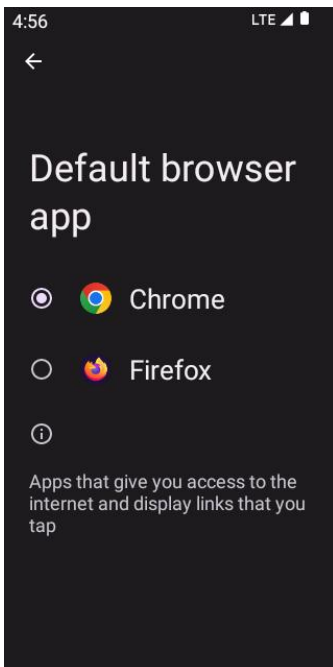 4:56 LTE
Default browser
app
Chrome
Firefox
Apps that give you access to the
internet and display links that you
tap